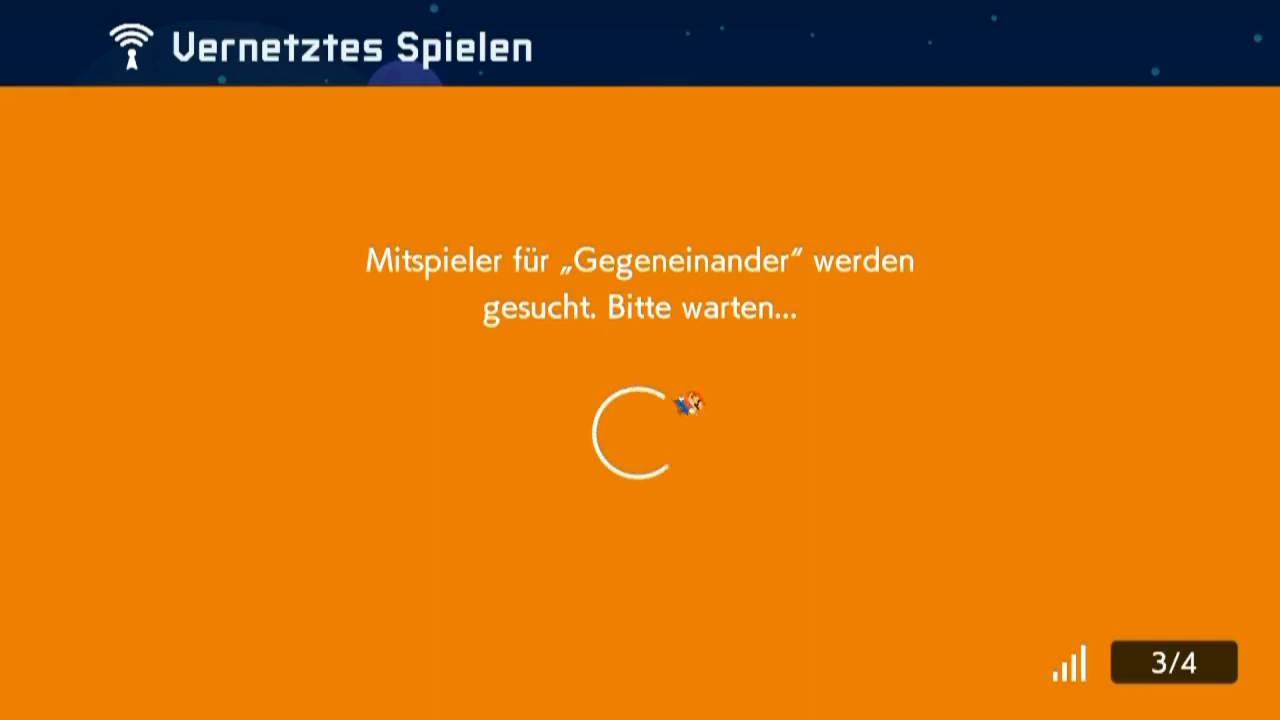 Vernetztes Spielen
Mitspieler für „Gegeneinander” werden
gesucht. Bitte warten...
3/4